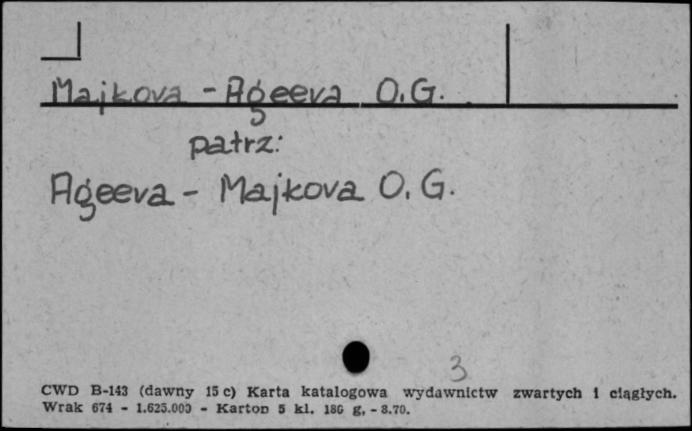 Majkova - Ageeva O.G.
patrz:
Ageeva - Majkova O.G.
3
CWD B-143 (dawny 15 c) Karta katalogowa wydawnictw zwartych i ciągłych.
Wrak 674 - 1.625.000 - Karton 5 kl. 180 g. - 8.70.